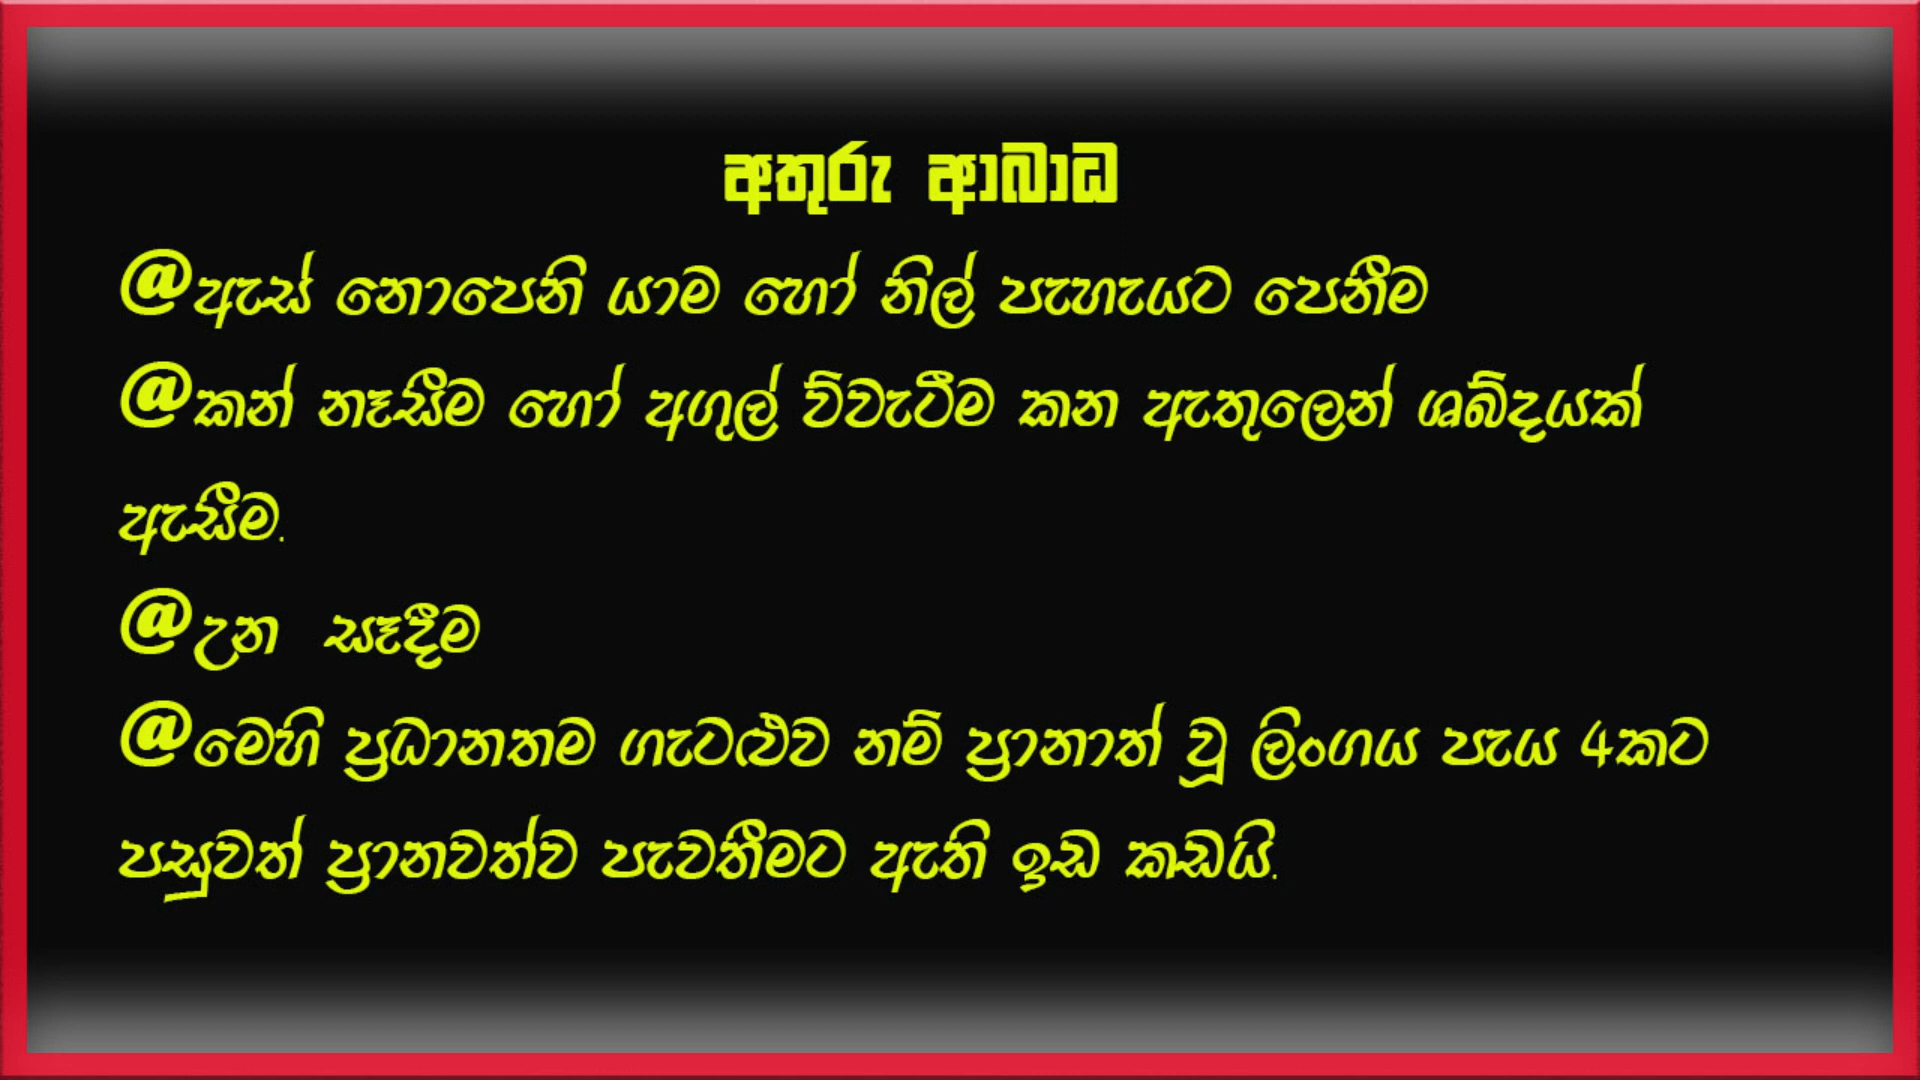 අතුරු ආබාධ
@ඇස් නොපෙනි යාම හෝ නිල් පැහැයට පෙනීම
@කන් නෑසීම හෝ අගුල් ව්වැටීම කන ඇතුලෙන් ශබ්දයක්
ඇසීම.
@උන සෑදීම
@මෙහි ප්‍රධානතම ගැටළුව නම් ප්‍රානාත් වූ ලිංගය පැය 4කට
පසුවත් ප්‍රානවත්ව පැවතීමට ඇති ඉඩ කඩයි.